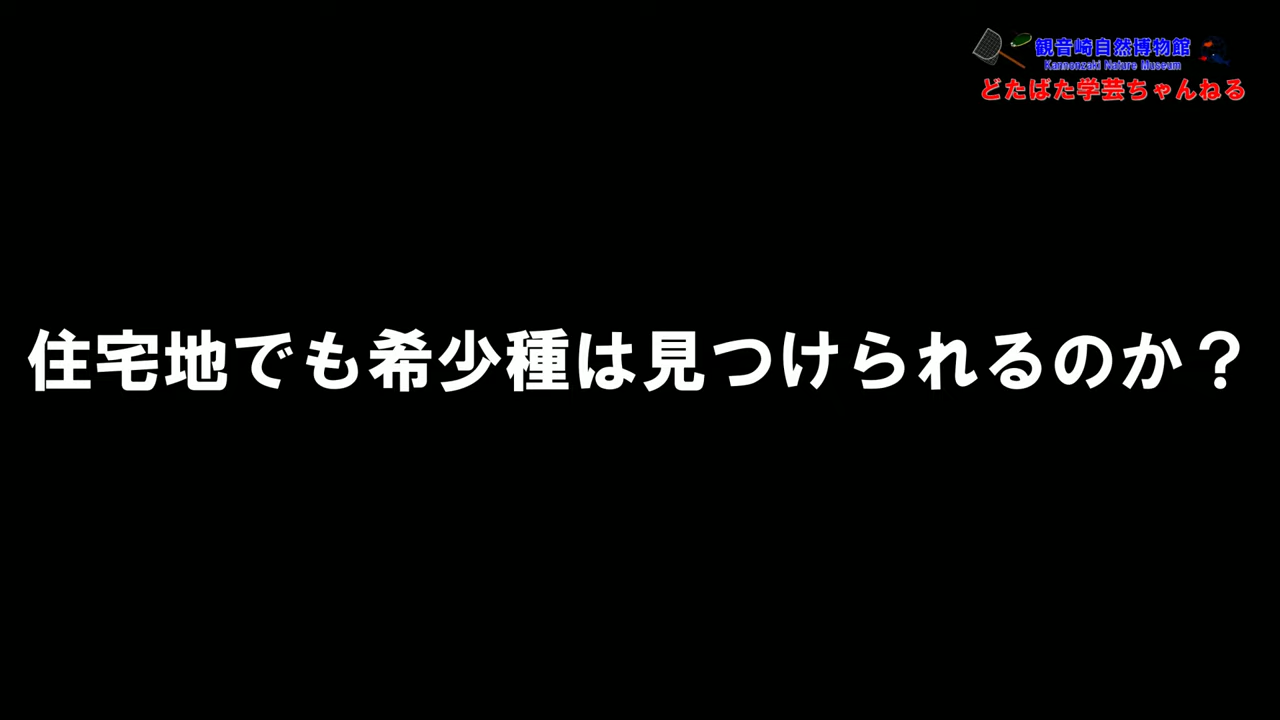 観音崎自然博物館
Kannonzaki Nature Museum
どたばた学芸ちゃんねる
住宅地でも希少種は見つけられるのか？